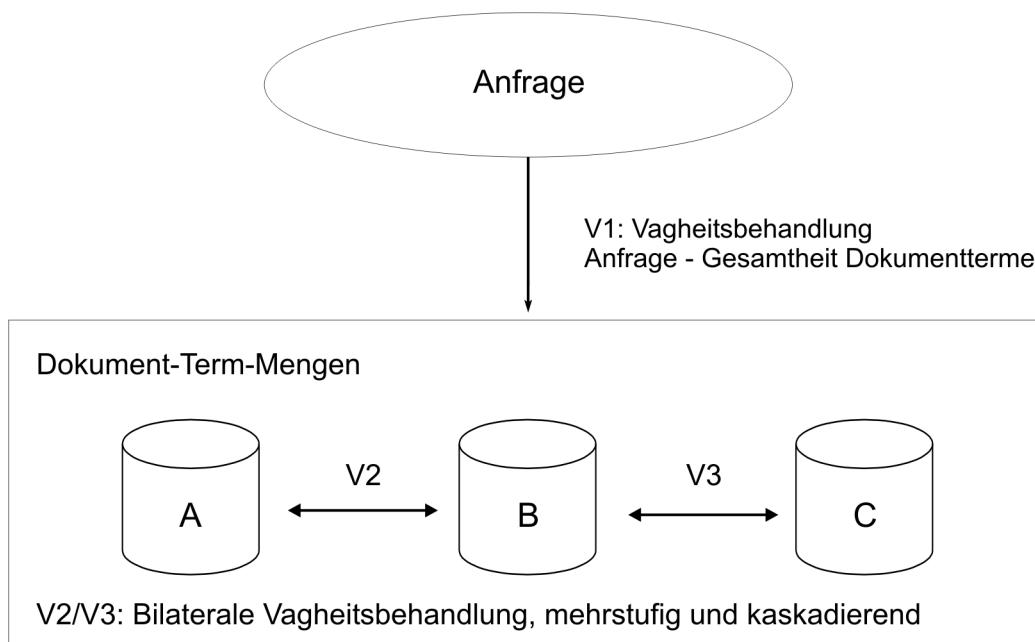 Anfrage
V1: Vagheitsbehandlung
Anfrage - Gesamtheit Dokumentterme
Dokument-Term-Mengen
V2
V3
A
B
C
V2/V3: Bilaterale Vagheitsbehandlung, mehrstufig und kaskadierend